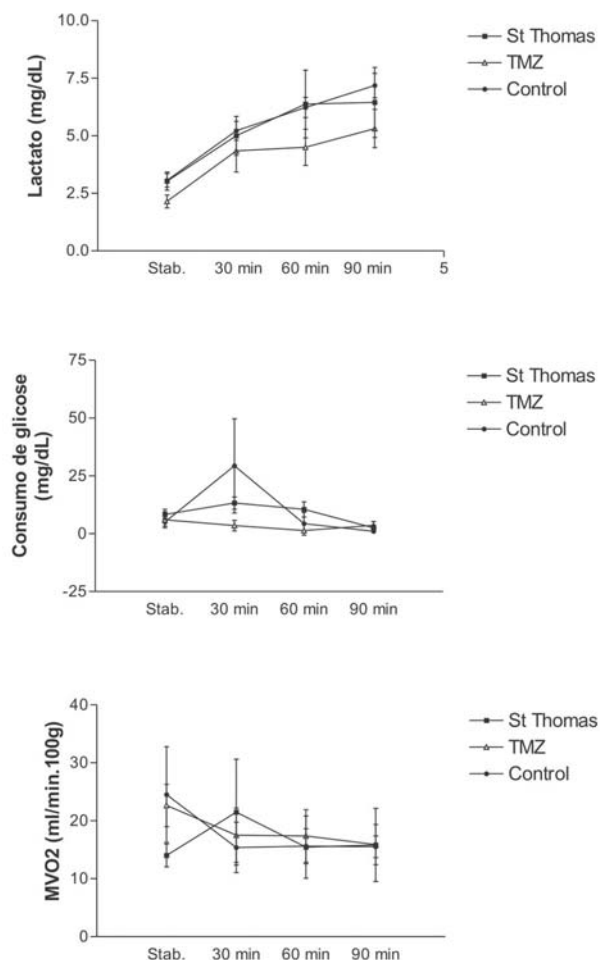 Lactato (mg/dL)
10.0
7.5
5.0
2.5
0.0
Stab. 30 min 60 min 90 min 5
St Thomas
TMZ
Control
Consumo de glicose
(mg/dL)
75
50
25
0
-25
Stab. 30 min 60 min 90 min
St Thomas
TMZ
Control
MVO2 (ml/min.100g)
40
30
20
10
0
Stab. 30 min 60 min 90 min
St Thomas
TMZ
Control